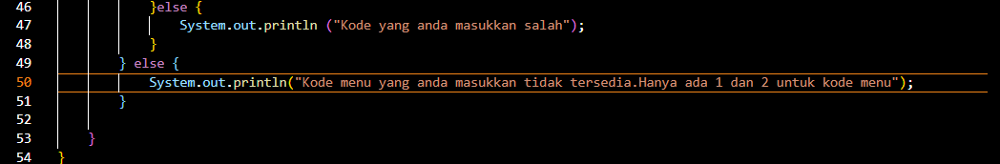 46 }else {
47 System.out.println ("Kode yang anda masukkan salah");
48 }
49 } else {
50 System.out.println("Kode menu yang anda masukkan tidak tersedia.Hanya ada 1 dan 2 untuk kode menu");
51 }
52
53 }
54 }